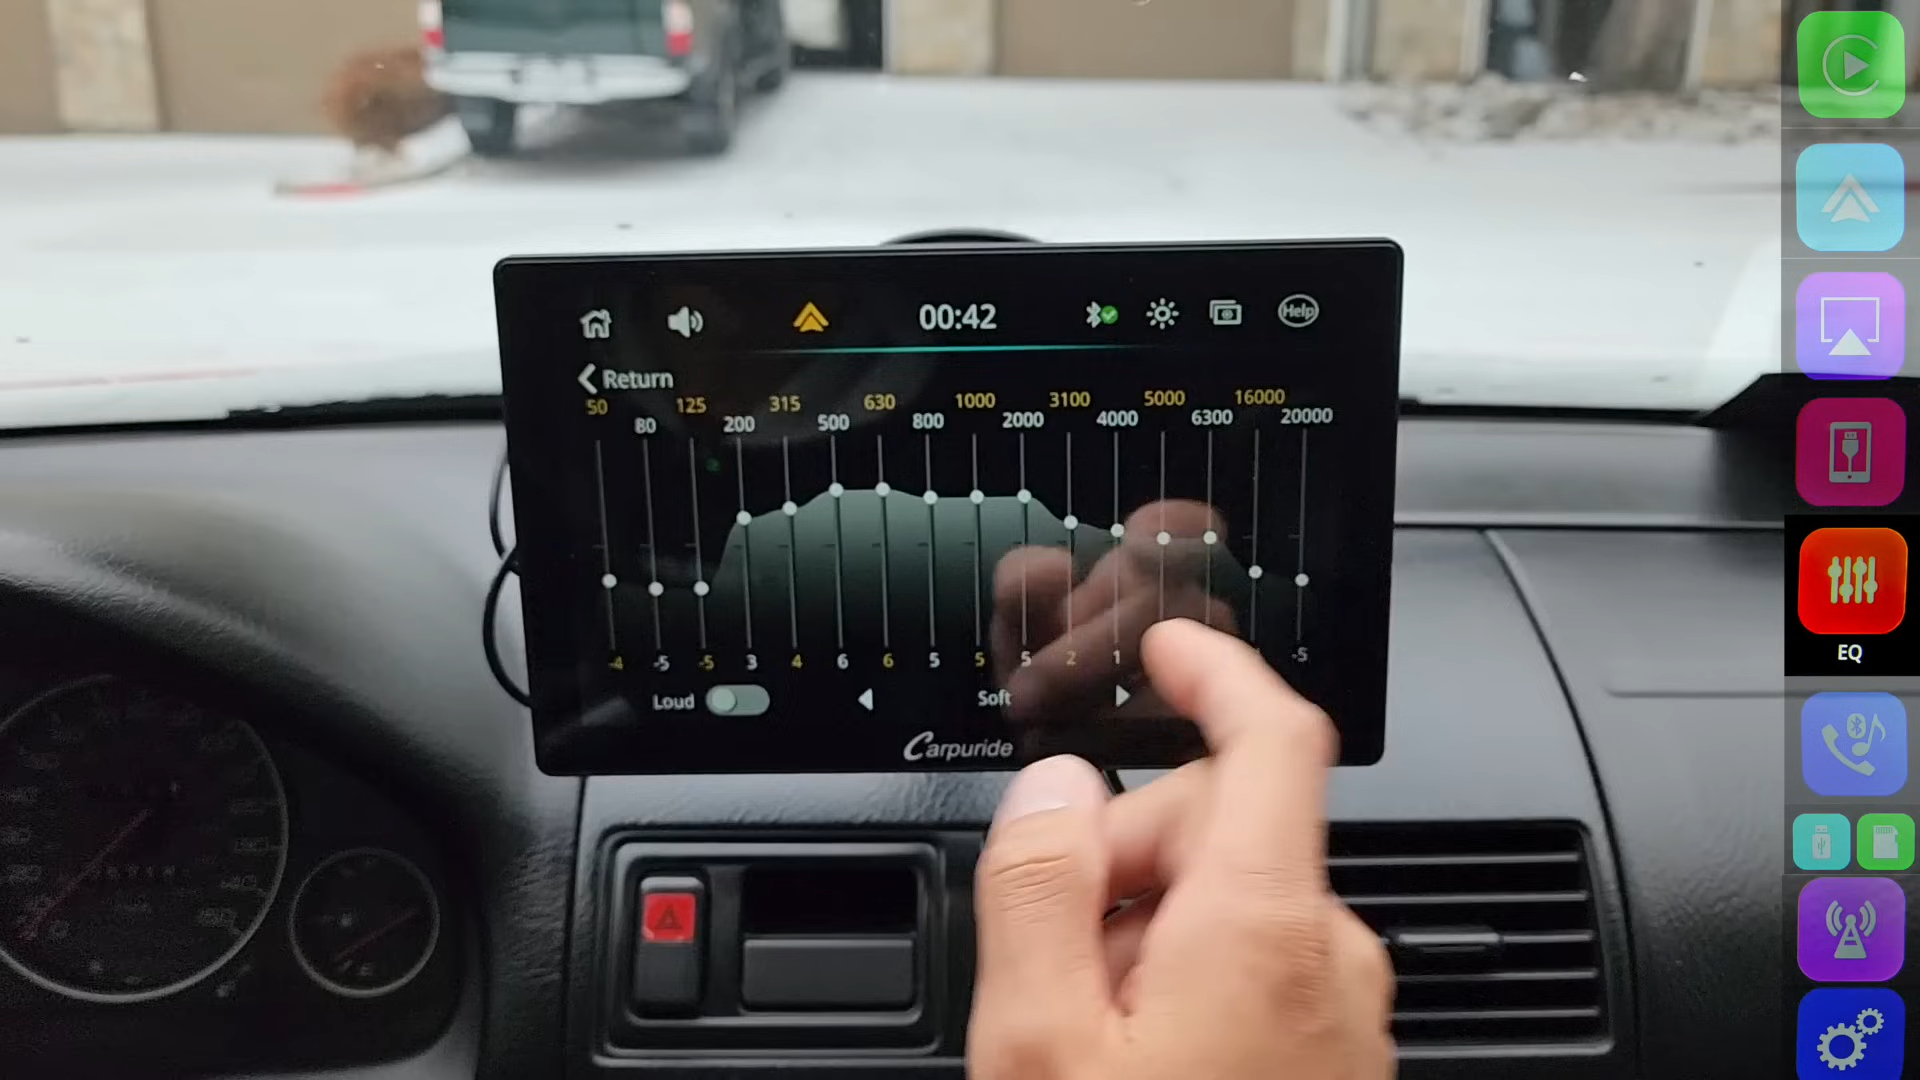 00:42
Help
Return
50 125 315 630 1000 3100 5000 16000
80 200 500 800 2000 4000 6300 20000
-4 -5 -5 3 4 6 6 5 5 5 2 1 -5
Loud Soft
Carpuride
EQ